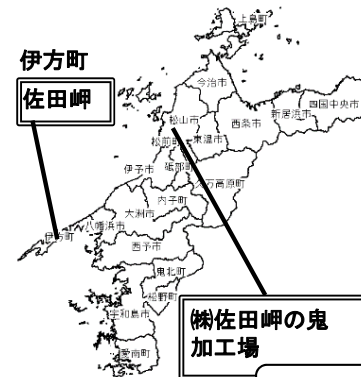 上島町
伊方町
今治市
佐田岬
四国中央市
松山市
新居浜市
西条市
松前町
東温市
砥部町
伊予市
久万高原町
内子町
大洲市
八幡浜市
伊方町
西予市
鬼北町
松野町
宇和島市
愛南町
㈱佐田岬の鬼
加工場